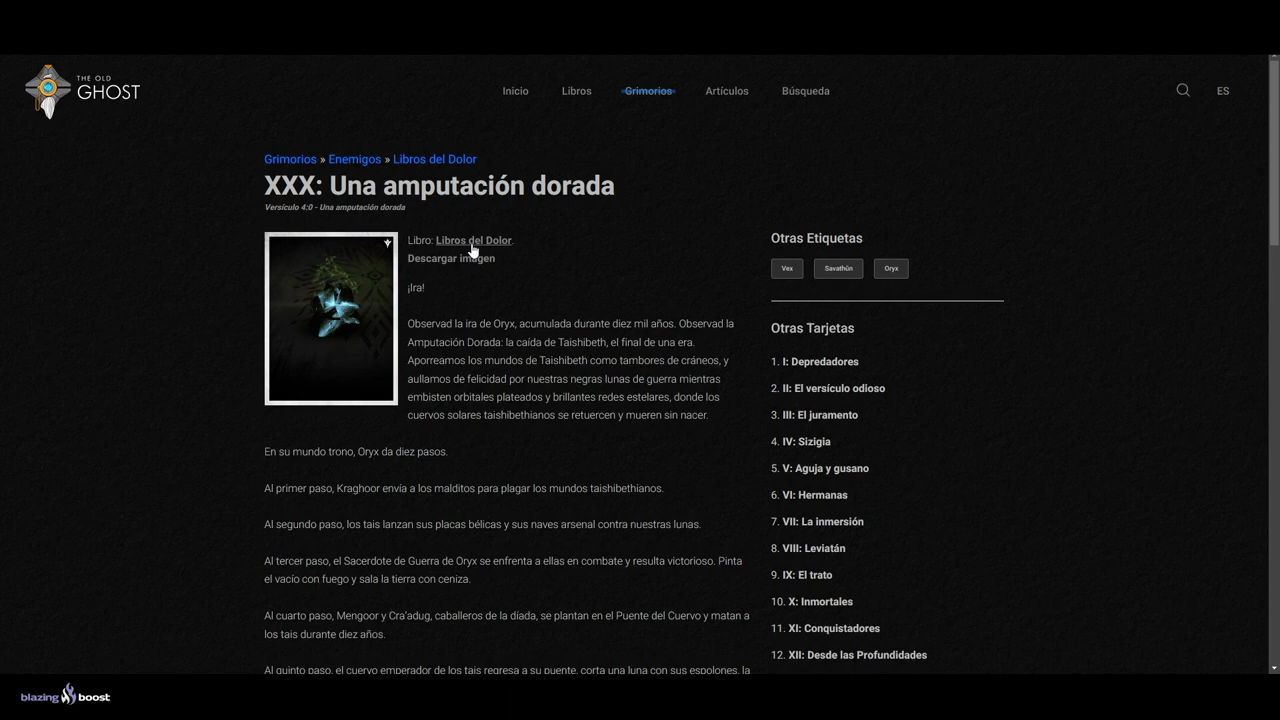 THE OLD
GHOST
Inicio
Libros
Grimorios
Artículos
Búsqueda
ES
Grimorios » Enemigos » Libros del Dolor
XXX: Una amputación dorada
Versículo 4:0 - Una amputación dorada
Libro: Libros del Dolor.
Descargar imagen
¡Ira!
Observad la ira de Oryx, acumulada durante diez mil años. Observad la
Amputación Dorada: la caída de Taishibeth, el final de una era.
Aporreamos los mundos de Taishibeth como tambores de cráneos, y
aullamos de felicidad por nuestras negras lunas de guerra mientras
embisten orbitales plateados y brillantes redes estelares, donde los
cuervos solares taishibethianos se retuercen y mueren sin nacer.
En su mundo trono, Oryx da diez pasos.
Al primer paso, Kraghoor envía a los malditos para plagar los mundos taishibethianos.
Al segundo paso, los tais lanzan sus placas bélicas y sus naves arsenal contra nuestras lunas.
Al tercer paso, el Sacerdote de Guerra de Oryx se enfrenta a ellas en combate y resulta victorioso. Pinta
el vacío con fuego y sala la tierra con ceniza.
Al cuarto paso, Mengoor y Cra'adug, caballeros de la díada, se plantan en el Puente del Cuervo y matan a
los tais durante diez años.
Al quinto paso, el cuervo emperador de los tais regresa a su puente, corta una luna con sus espolones, la
Otras Etiquetas
Vex
Savathûn
Oryx
Otras Tarjetas
1. I: Depredadores
2. II: El versículo odioso
3. III: El juramento
4. IV: Sizigia
5. V: Aguja y gusano
6. VI: Hermanas
7. VII: La inmersión
8. VIII: Leviatán
9. IX: El trato
10. X: Inmortales
11. XI: Conquistadores
12. XII: Desde las Profundidades
blazing boost